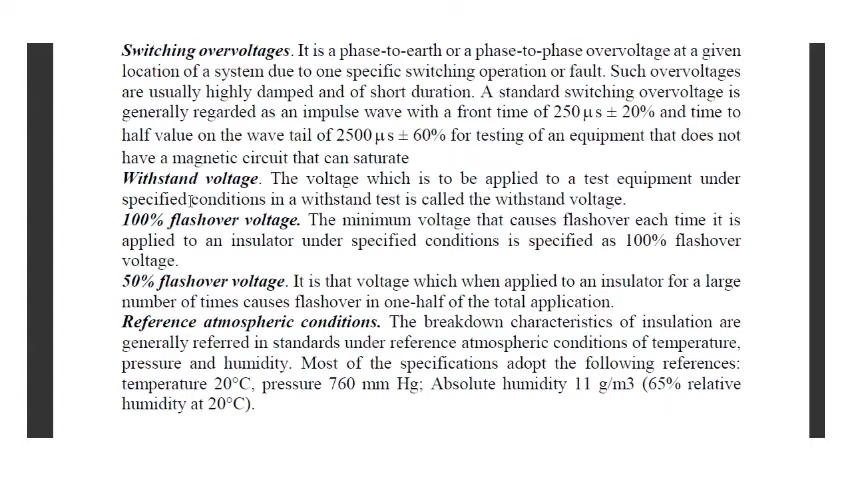 Switching overvoltages. It is a phase-to-earth or a phase-to-phase overvoltage at a given
location of a system due to one specific switching operation or fault. Such overvoltages
are usually highly damped and of short duration. A standard switching overvoltage is
generally regarded as an impulse wave with a front time of 250 μs ± 20% and time to
half value on the wave tail of 2500 μs ± 60% for testing of an equipment that does not
have a magnetic circuit that can saturate
Withstand voltage. The voltage which is to be applied to a test equipment under
specified conditions in a withstand test is called the withstand voltage.
100% flashover voltage. The minimum voltage that causes flashover each time it is
applied to an insulator under specified conditions is specified as 100% flashover
voltage.
50% flashover voltage. It is that voltage which when applied to an insulator for a large
number of times causes flashover in one-half of the total application.
Reference atmospheric conditions. The breakdown characteristics of insulation are
generally referred in standards under reference atmospheric conditions of temperature,
pressure and humidity. Most of the specifications adopt the following references:
temperature 20°C, pressure 760 mm Hg; Absolute humidity 11 g/m3 (65% relative
humidity at 20°C).